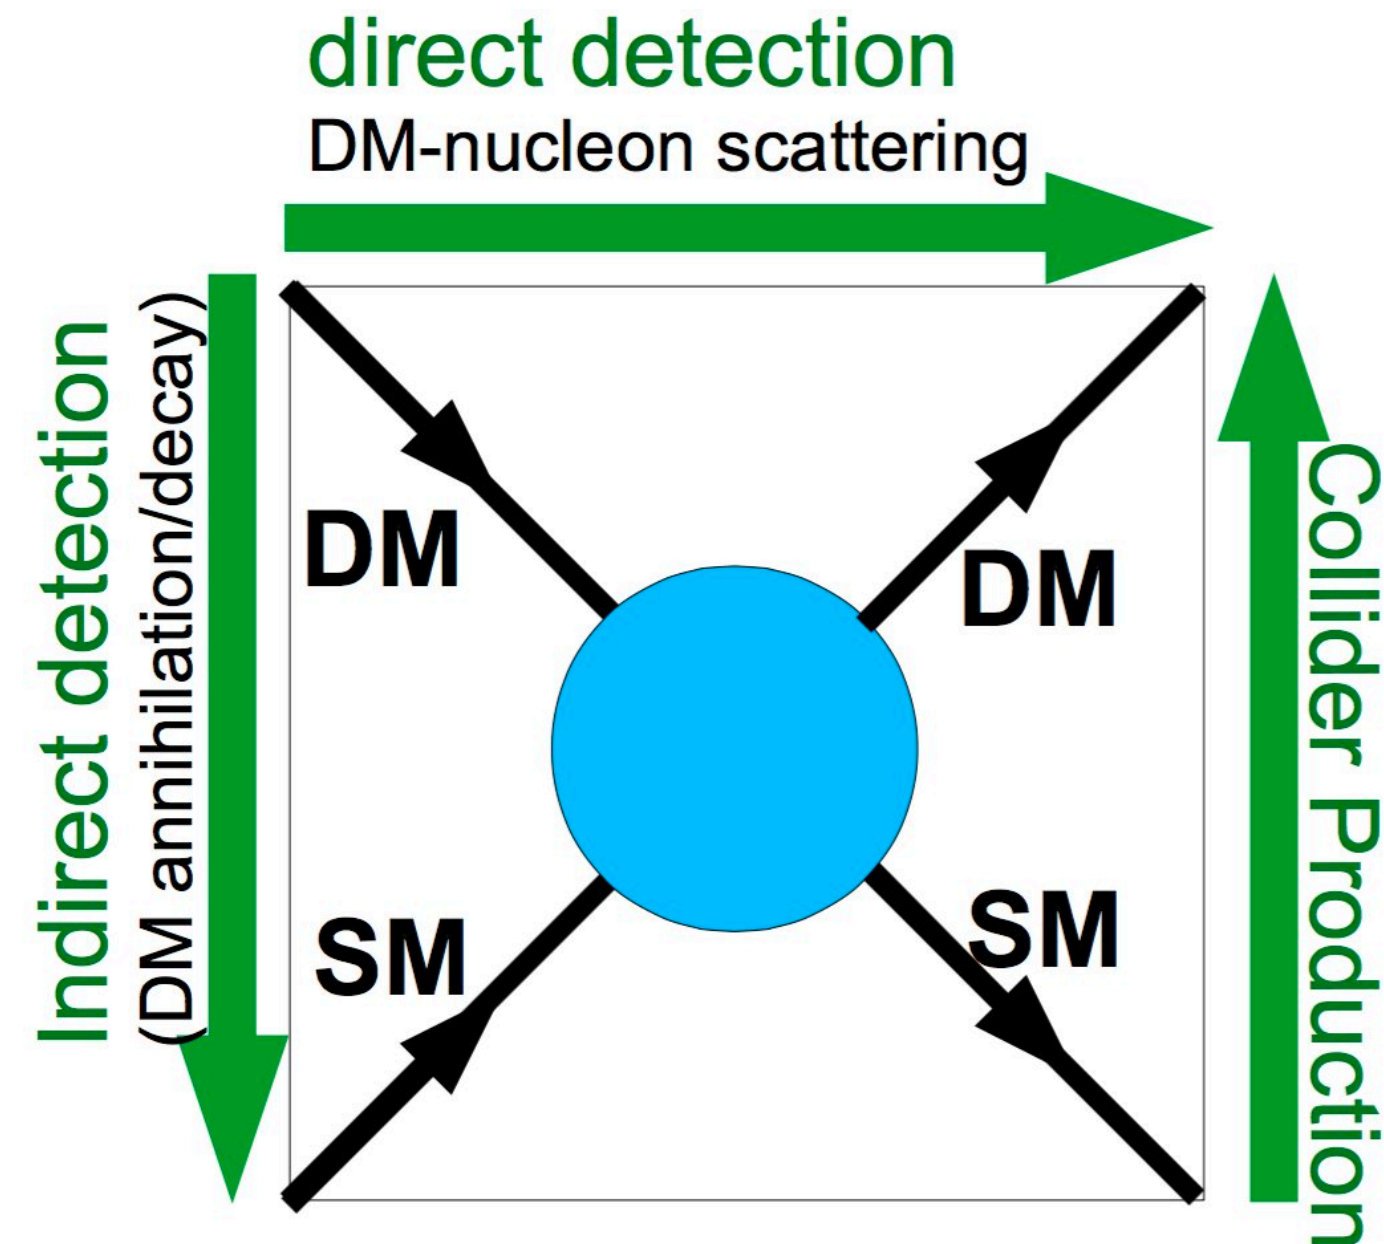 direct detection
DM-nucleon scattering
Indirect detection
(DM annihilation/decay)
DM
DM
SM
SM
Collider Production